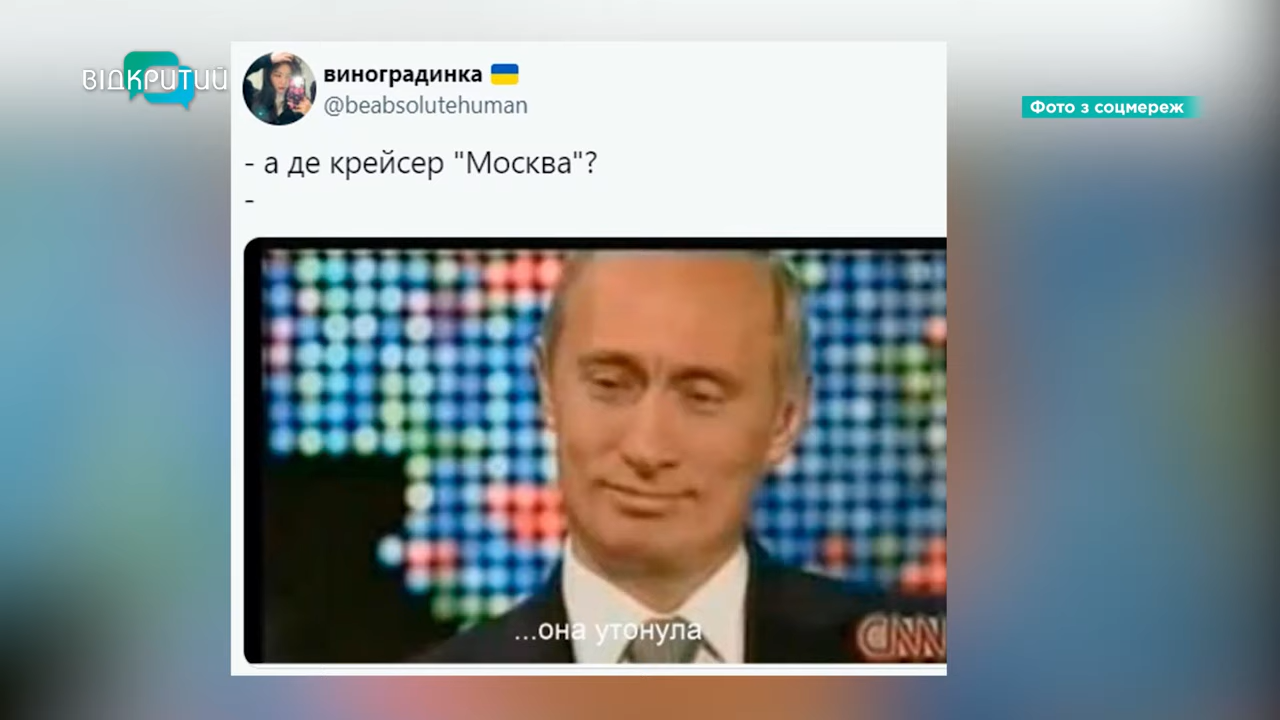 ВІДКРИТИЙ
виноградинка 🇺🇦
@beabsolutehuman
Фото з соцмереж
- а де крейсер "Москва"?
-
...она утонула
CNN